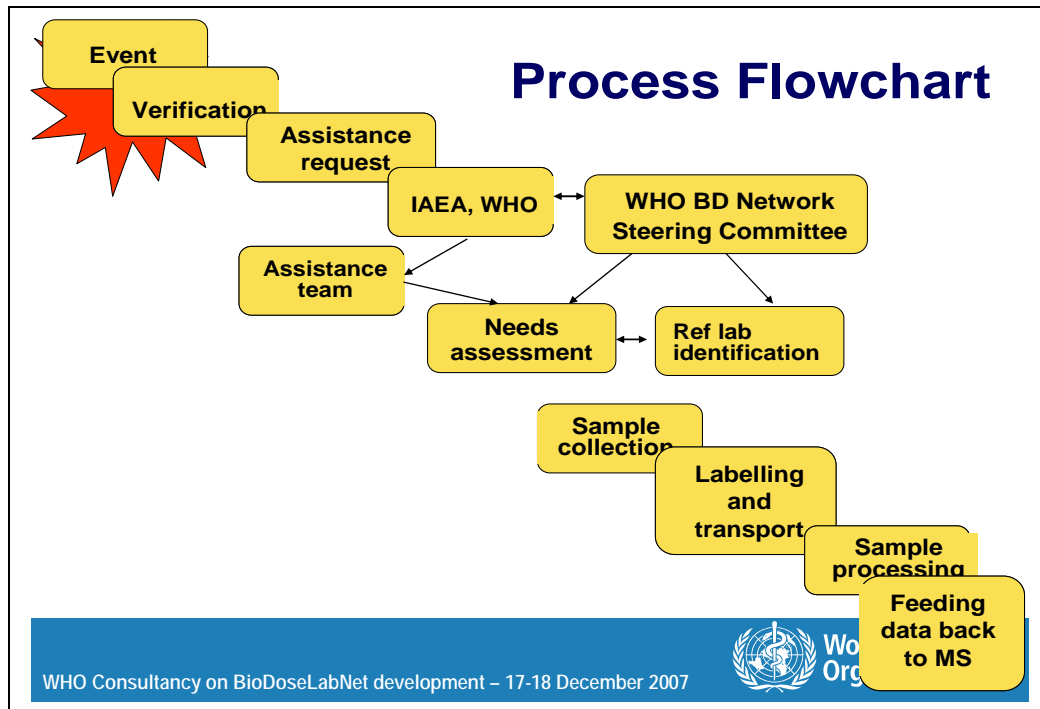 Process Flowchart
Event
Verification
Assistance
request
IAEA, WHO
WHO BD Network
Steering Committee
Assistance
team
Needs
assessment
Ref lab
identification
Sample
collection
Labelling
and
transport
Sample
processing
Feeding
data back
to MS
WHO Consultancy on BioDoseLabNet development – 17-18 December 2007